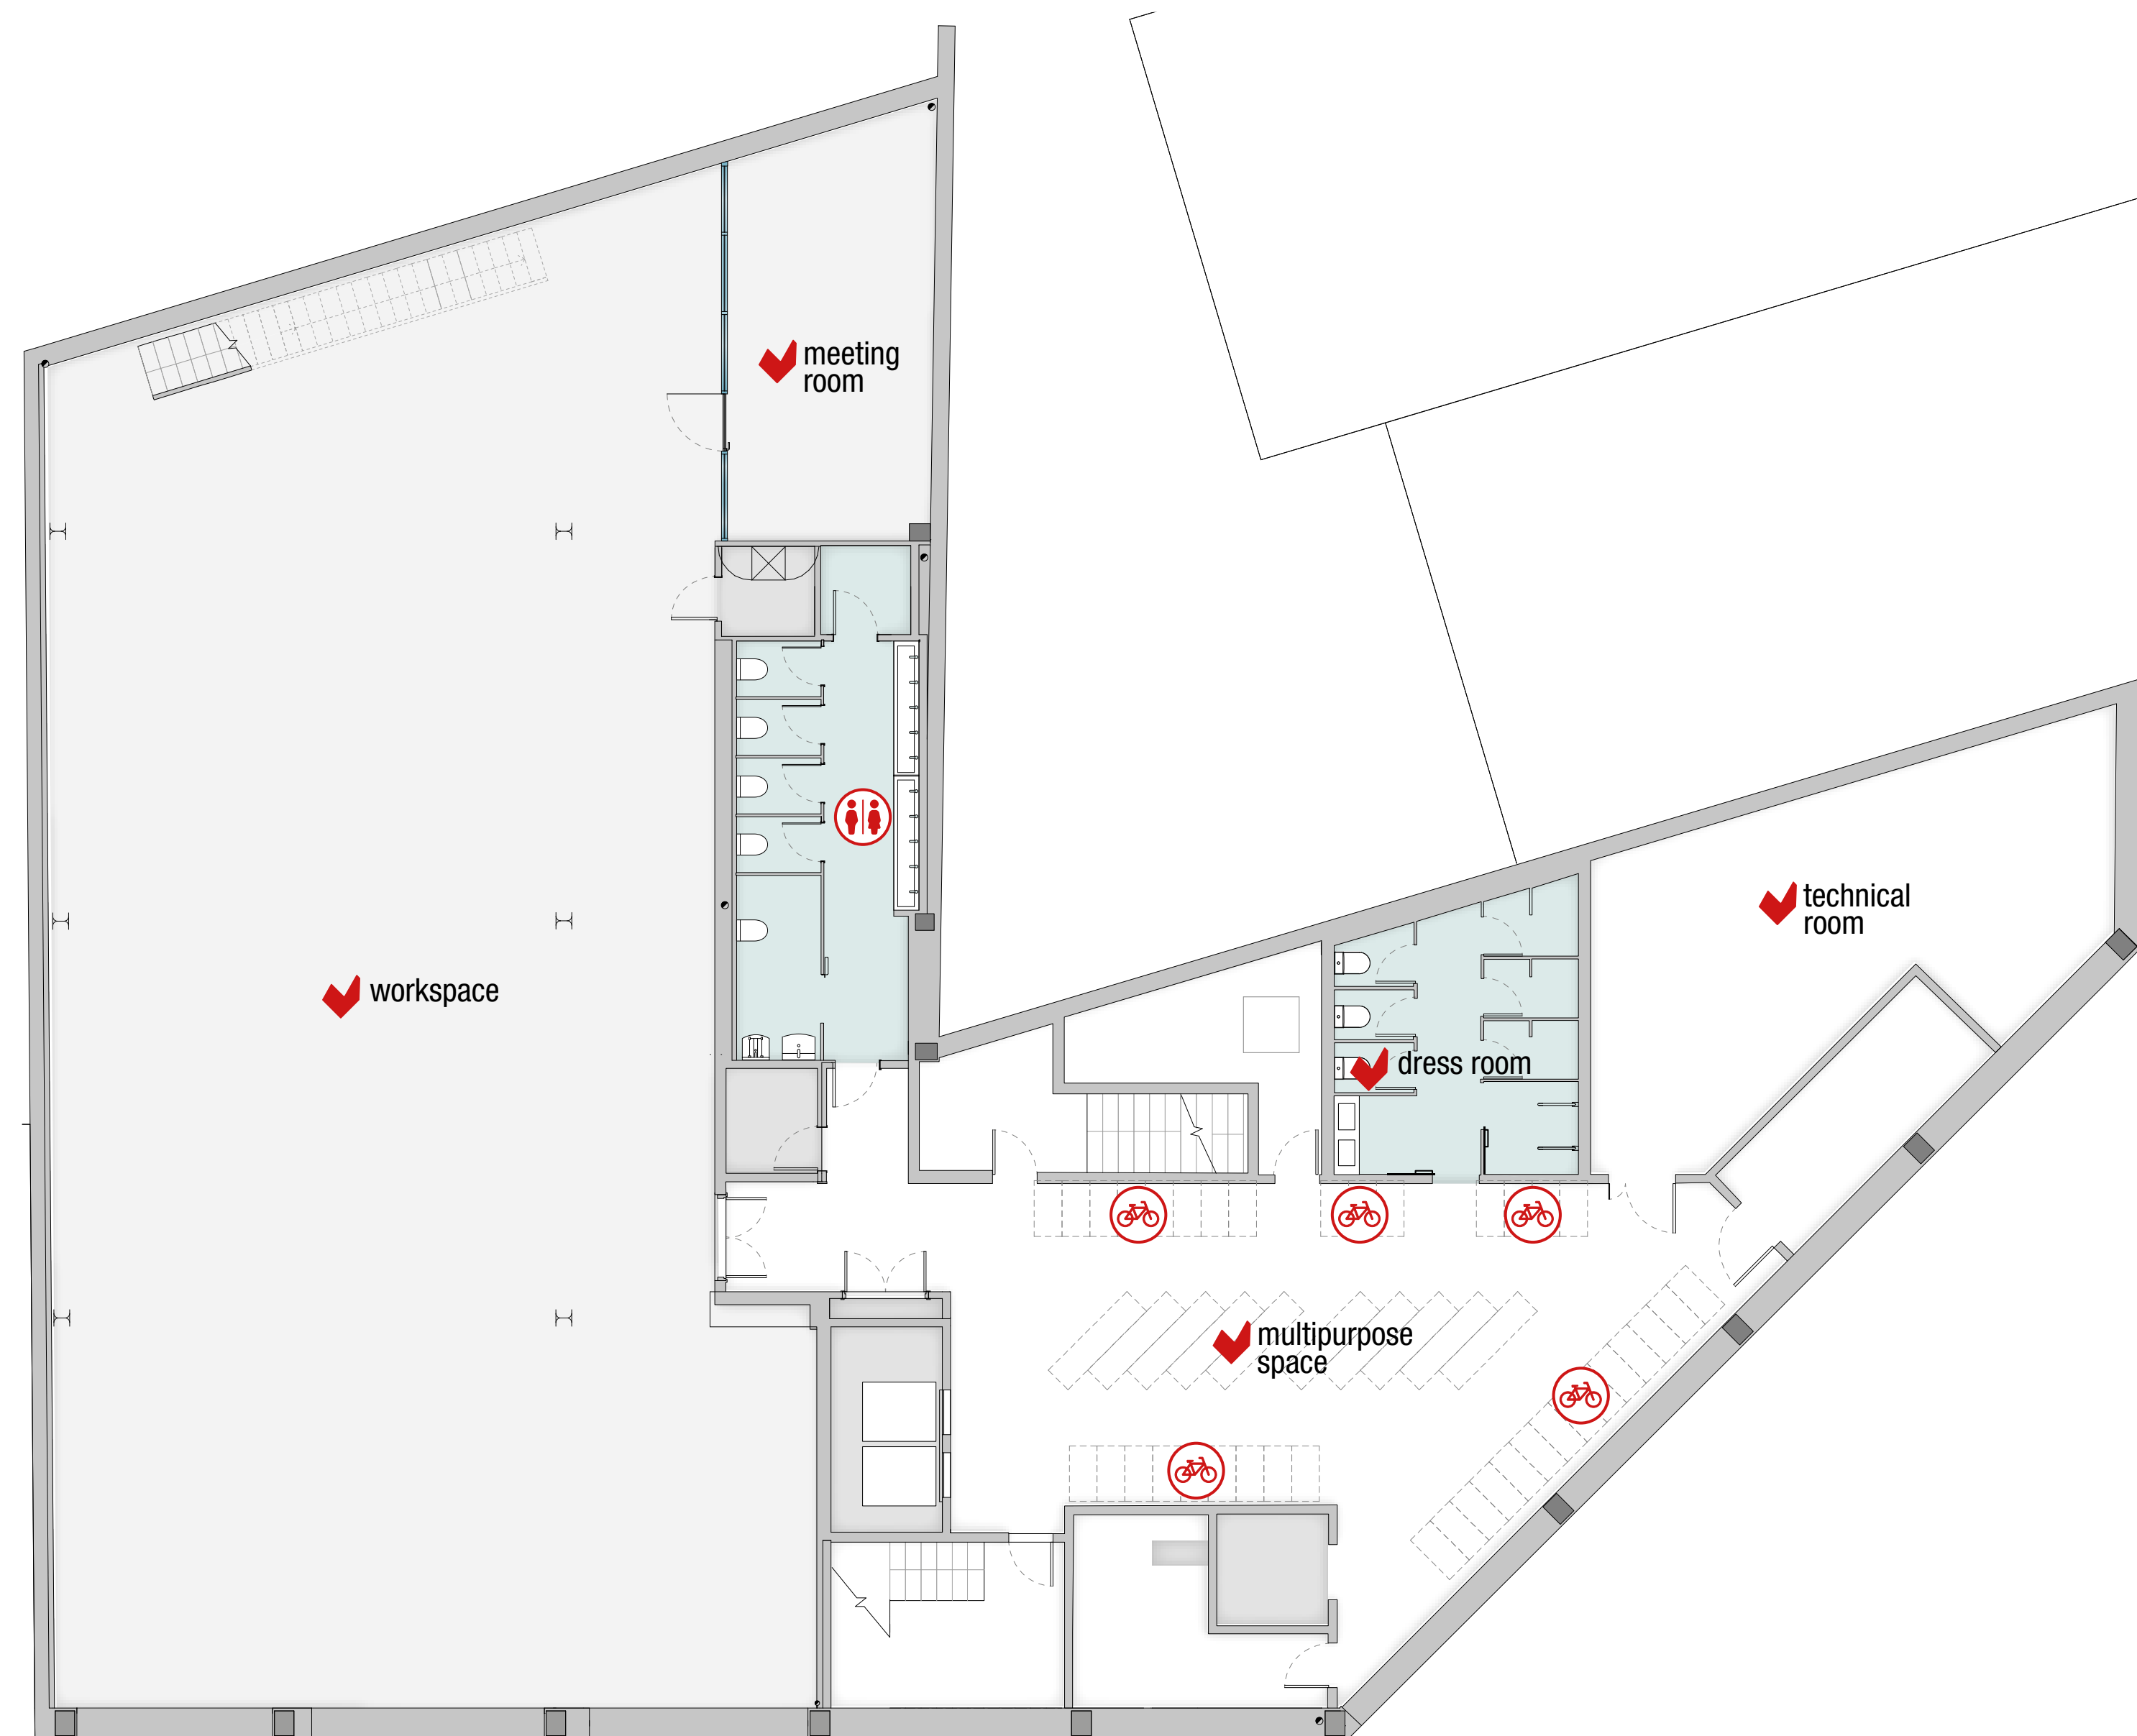 meeting
room
technical
room
workspace
dress room
multipurpose
space